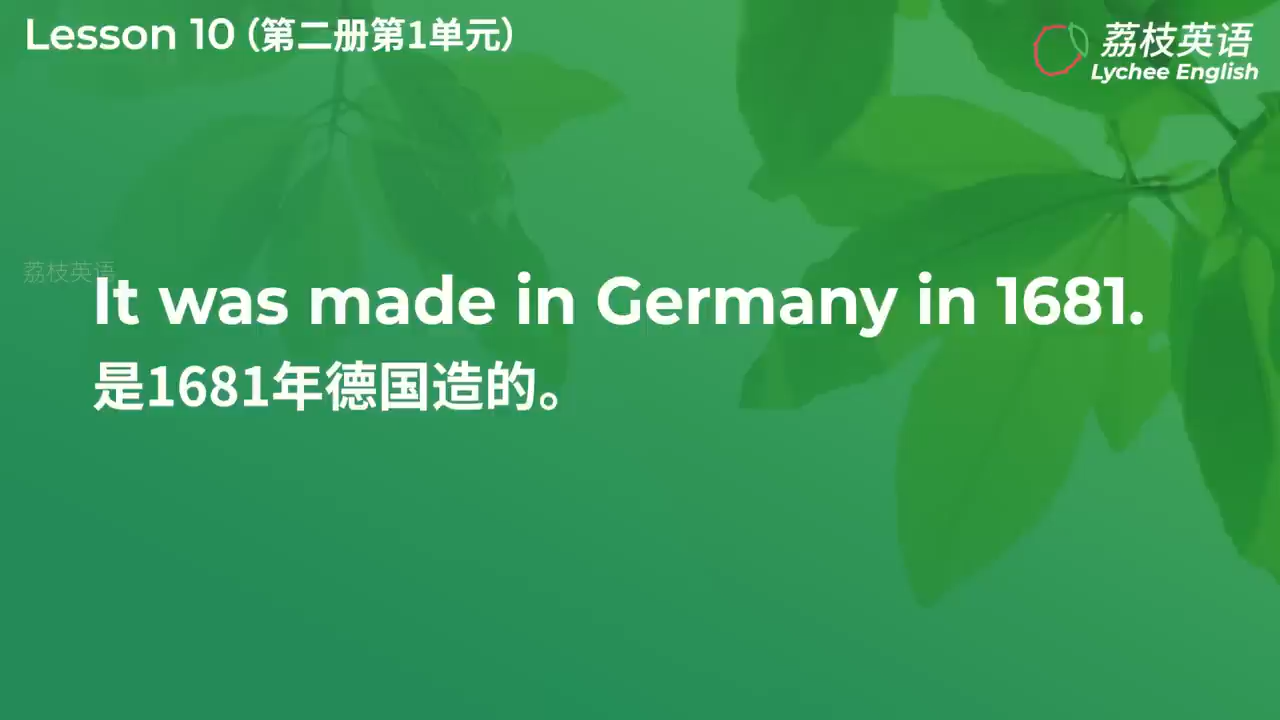 Lesson 10 (第二册第1单元)
荔枝英语
Lychee English
荔枝英语
It was made in Germany in 1681.
是1681年德国造的。